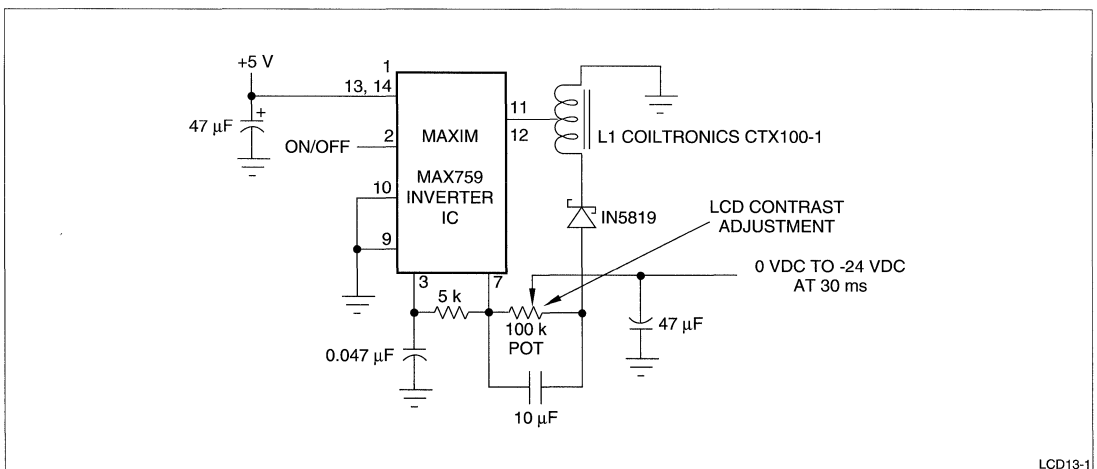 +5 V
1
13, 14
47 µF
+
ON/OFF
2
MAXIM
MAX759
INVERTER
IC
11
12
L1 COILTRONICS CTX100-1
10
9
IN5819
LCD CONTRAST
ADJUSTMENT
0 VDC TO -24 VDC
AT 30 ms
3
7
5 k
100 k
POT
47 µF
0.047 µF
10 µF
LCD13-1